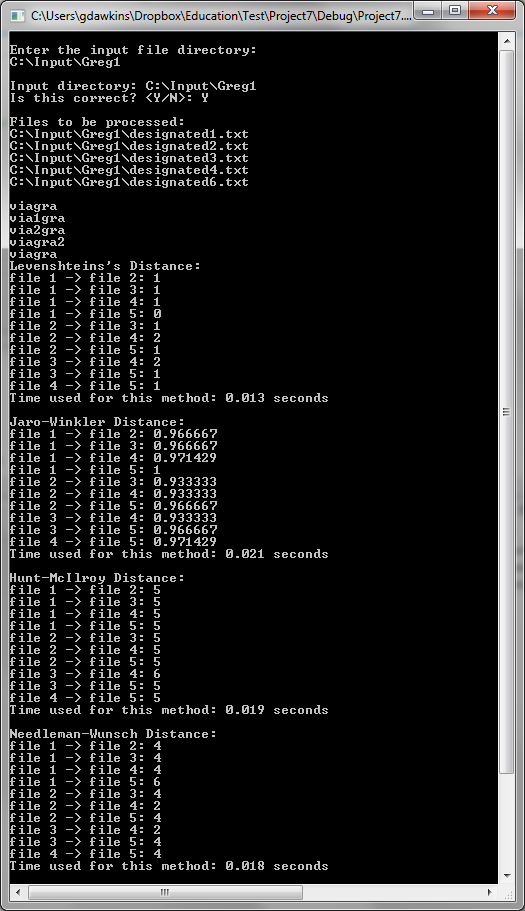 C:\Users\gdawkins\Dropbox\Education\Test\Project7\Debug\Project7....
Enter the input file directory:
C:\Input\Greg1
Input directory: C:\Input\Greg1
Is this correct? <Y/N>: Y
Files to be processed:
C:\Input\Greg1\designated1.txt
C:\Input\Greg1\designated2.txt
C:\Input\Greg1\designated3.txt
C:\Input\Greg1\designated4.txt
C:\Input\Greg1\designated6.txt
viagra
via1gra
via2gra
viagra2
viagra
Levenshteins's Distance:
file 1 -> file 2: 1
file 1 -> file 3: 1
file 1 -> file 4: 1
file 1 -> file 5: 0
file 2 -> file 3: 1
file 2 -> file 4: 2
file 2 -> file 5: 1
file 3 -> file 4: 2
file 3 -> file 5: 1
file 4 -> file 5: 1
Time used for this method: 0.013 seconds
Jaro-Winkler Distance:
file 1 -> file 2: 0.966667
file 1 -> file 3: 0.966667
file 1 -> file 4: 0.971429
file 1 -> file 5: 1
file 2 -> file 3: 0.933333
file 2 -> file 4: 0.933333
file 2 -> file 5: 0.966667
file 3 -> file 4: 0.933333
file 3 -> file 5: 0.966667
file 4 -> file 5: 0.971429
Time used for this method: 0.021 seconds
Hunt-McIlroy Distance:
file 1 -> file 2: 5
file 1 -> file 3: 5
file 1 -> file 4: 5
file 1 -> file 5: 5
file 2 -> file 3: 5
file 2 -> file 4: 5
file 2 -> file 5: 5
file 3 -> file 4: 6
file 3 -> file 5: 5
file 4 -> file 5: 5
Time used for this method: 0.019 seconds
Needleman-Wunsch Distance:
file 1 -> file 2: 4
file 1 -> file 3: 4
file 1 -> file 4: 4
file 1 -> file 5: 6
file 2 -> file 3: 4
file 2 -> file 4: 2
file 2 -> file 5: 4
file 3 -> file 4: 2
file 3 -> file 5: 4
file 4 -> file 5: 4
Time used for this method: 0.018 seconds